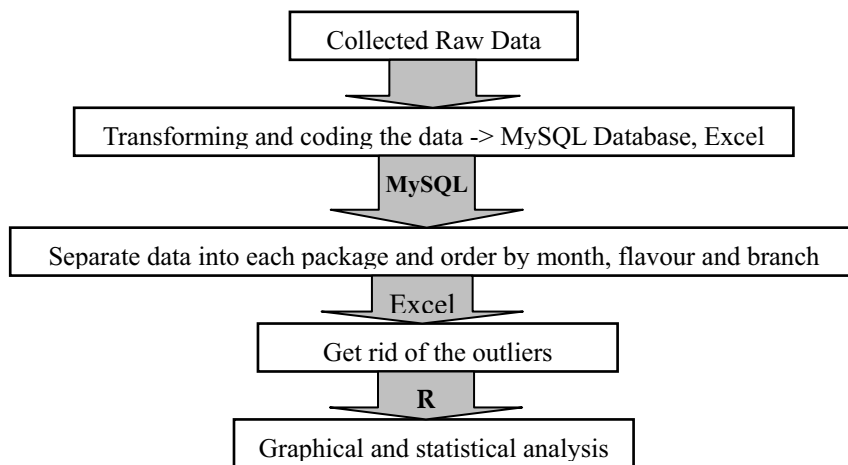 Collected Raw Data
Transforming and coding the data -> MySQL Database, Excel
MySQL
Separate data into each package and order by month, flavour and branch
Excel
Get rid of the outliers
R
Graphical and statistical analysis